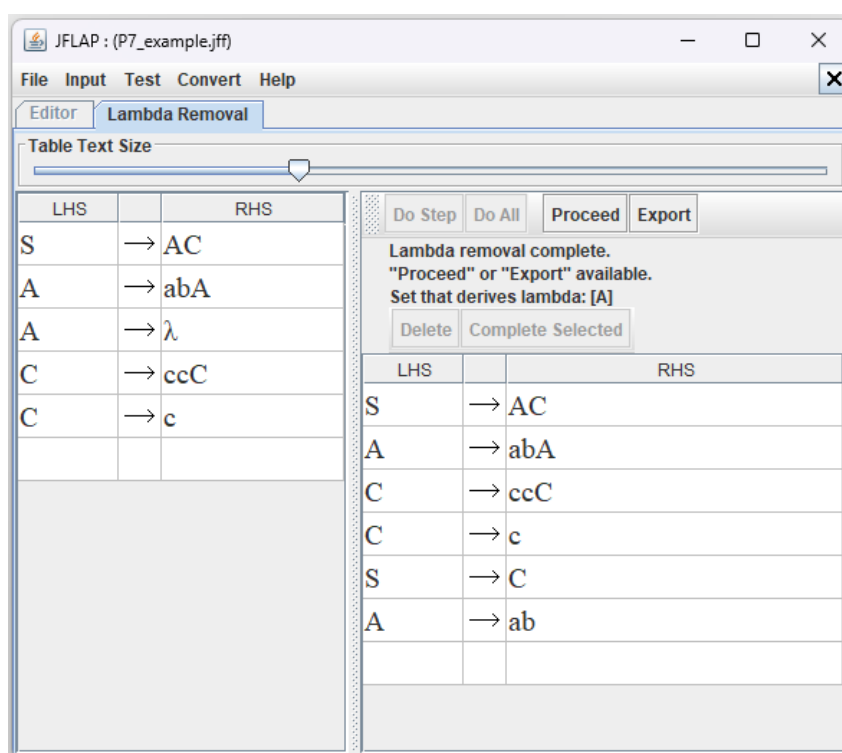 JFLAP : (P7_example.jff)
File Input Test Convert Help
Editor Lambda Removal
Table Text Size
LHS RHS
S → AC
A → abA
A → λ
C → ccC
C → c
Do Step Do All Proceed Export
Lambda removal complete.
"Proceed" or "Export" available.
Set that derives lambda: [A]
Delete Complete Selected
LHS RHS
S → AC
A → abA
C → ccC
C → c
S → C
A → ab